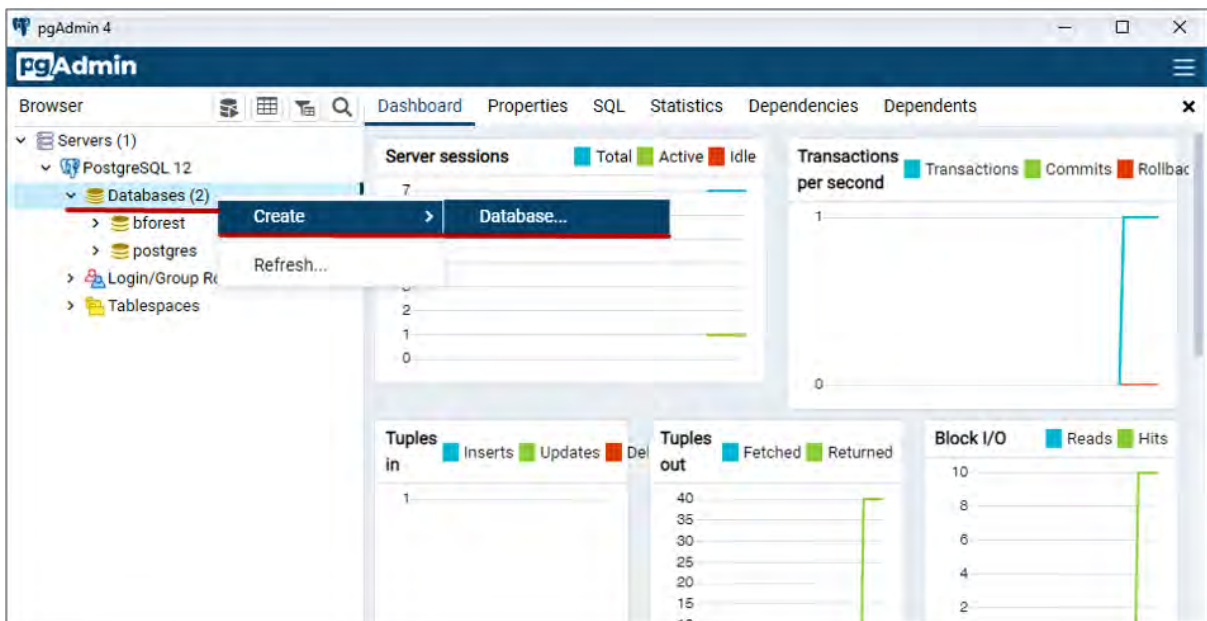 pgAdmin 4
pgAdmin
Browser
Dashboard Properties SQL Statistics Dependencies Dependents
Servers (1)
PostgreSQL 12
Databases (2)
bforest
postgres
Login/Group Ro
Tablespaces
Create
Database...
Refresh...
Server sessions
Total Active Idle
7
2
1
0
Transactions
per second
Transactions Commits Rollbac
1
0
Tuples
in
Inserts Updates Del
1
Tuples
out
Fetched Returned
40
35
30
25
20
15
Block I/O
Reads Hits
10
8
6
4
2